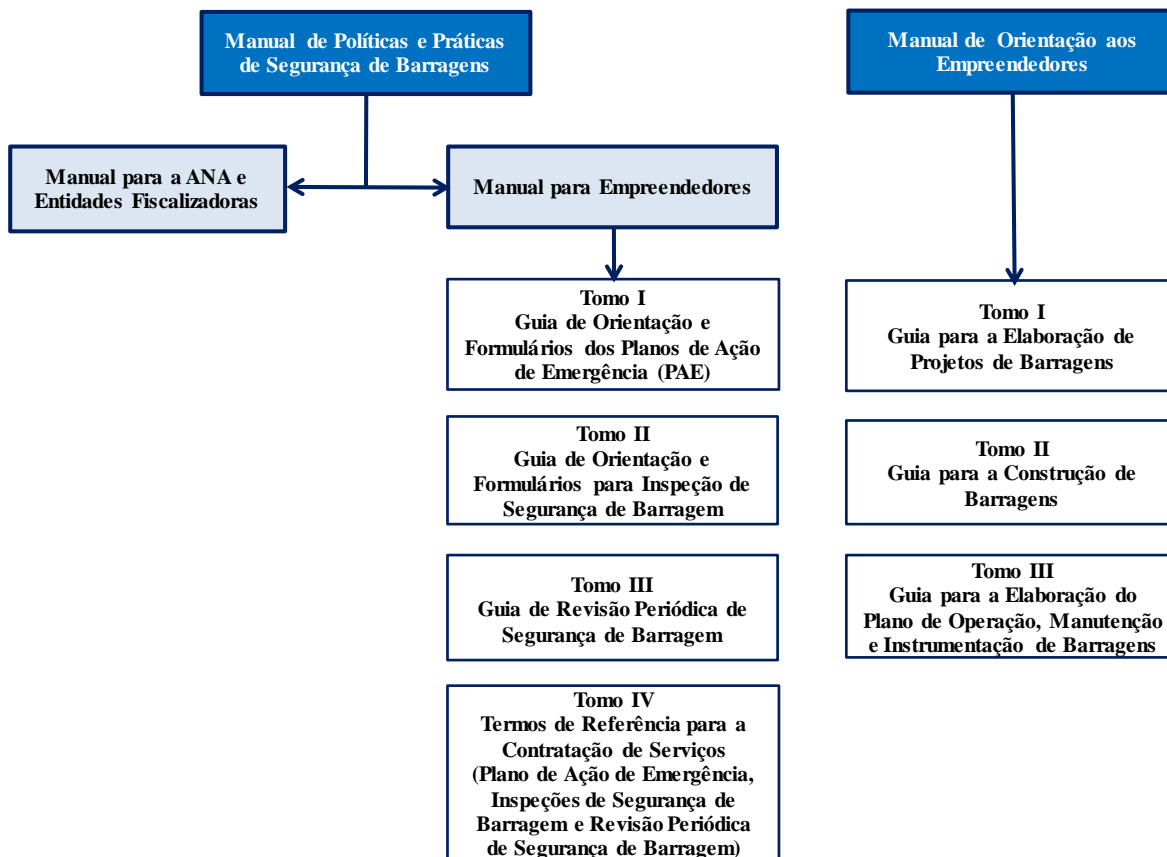 Manual de Políticas e Práticas
de Segurança de Barragens
Manual de Orientação aos
Empreendedores
Manual para a ANA e
Entidades Fiscalizadoras
Manual para Empreendedores
Tomo I
Guia de Orientação e
Formulários dos Planos de Ação
de Emergência (PAE)
Tomo II
Guia de Orientação e
Formulários para Inspeção de
Segurança de Barragem
Tomo III
Guia de Revisão Periódica de
Segurança de Barragem
Tomo IV
Termos de Referência para a
Contratação de Serviços
(Plano de Ação de Emergência,
Inspeções de Segurança de
Barragem e Revisão Periódica
de Segurança de Barragem)
Tomo I
Guia para a Elaboração de
Projetos de Barragens
Tomo II
Guia para a Construção de
Barragens
Tomo III
Guia para a Elaboração do
Plano de Operação, Manutenção
e Instrumentação de Barragens